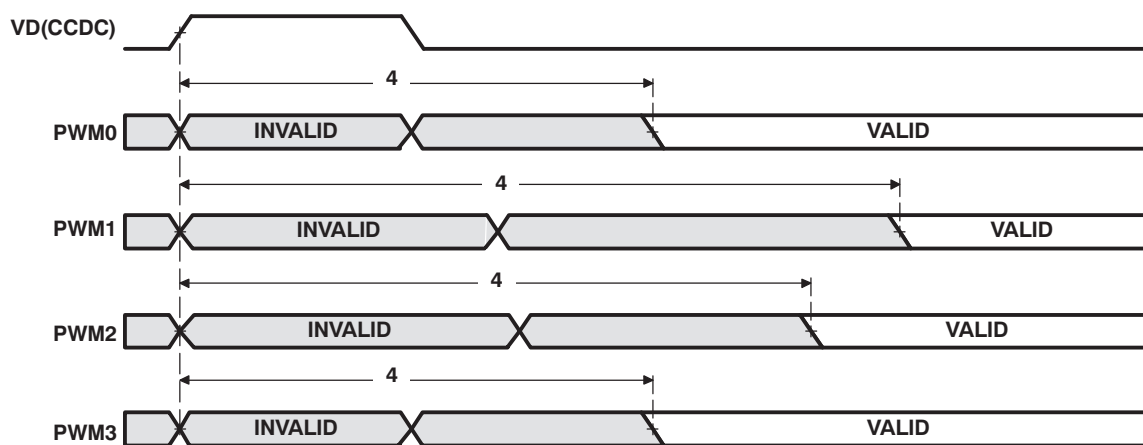 VD(CCDC)
4
PWM0 INVALID VALID
4
PWM1 INVALID VALID
4
PWM2 INVALID VALID
4
PWM3 INVALID VALID